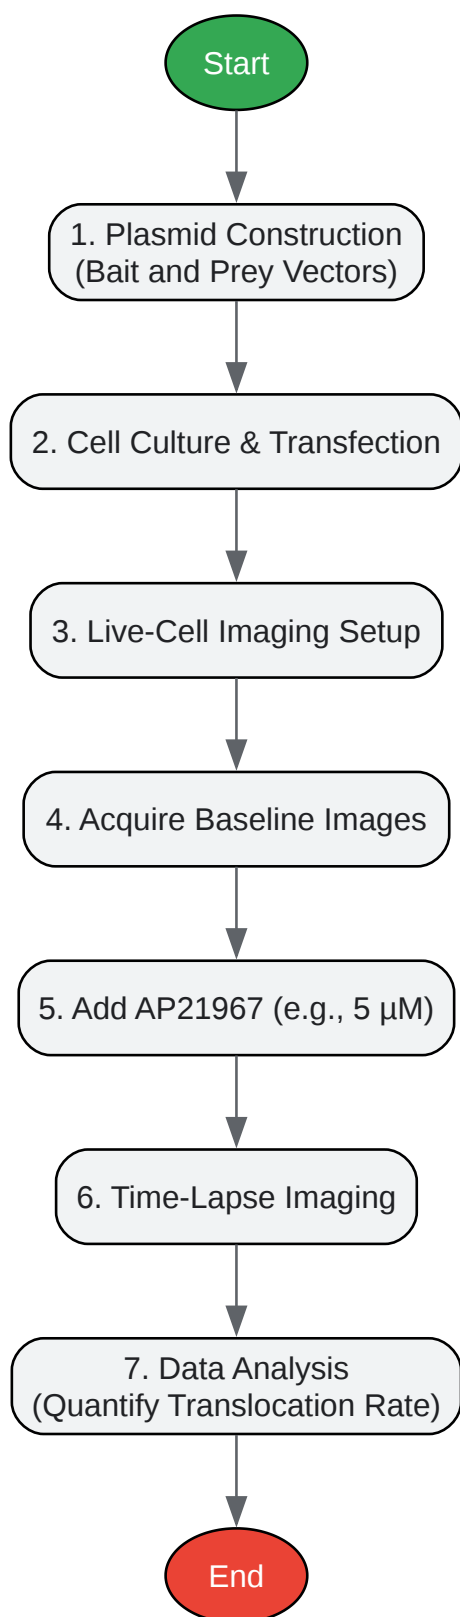 Start
1. Plasmid Construction
(Bait and Prey Vectors)
2. Cell Culture & Transfection
3. Live-Cell Imaging Setup
4. Acquire Baseline Images
5. Add AP21967 (e.g., 5 µM)
6. Time-Lapse Imaging
7. Data Analysis
(Quantify Translocation Rate)
End